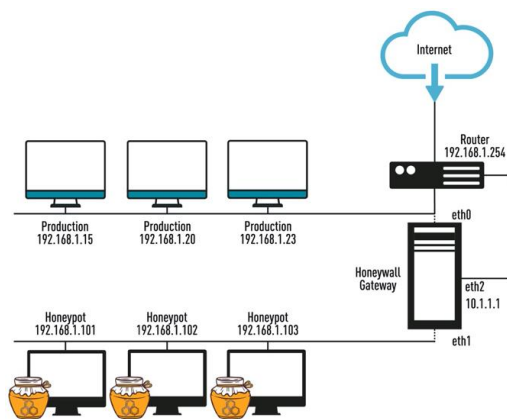 Internet
Router
192.168.1.254
Production
192.168.1.15
Production
192.168.1.20
Production
192.168.1.23
eth0
Honeywall
Gateway
eth2
10.1.1.1
Honeypot
192.168.1.101
Honeypot
192.168.1.102
Honeypot
192.168.1.103
eth1